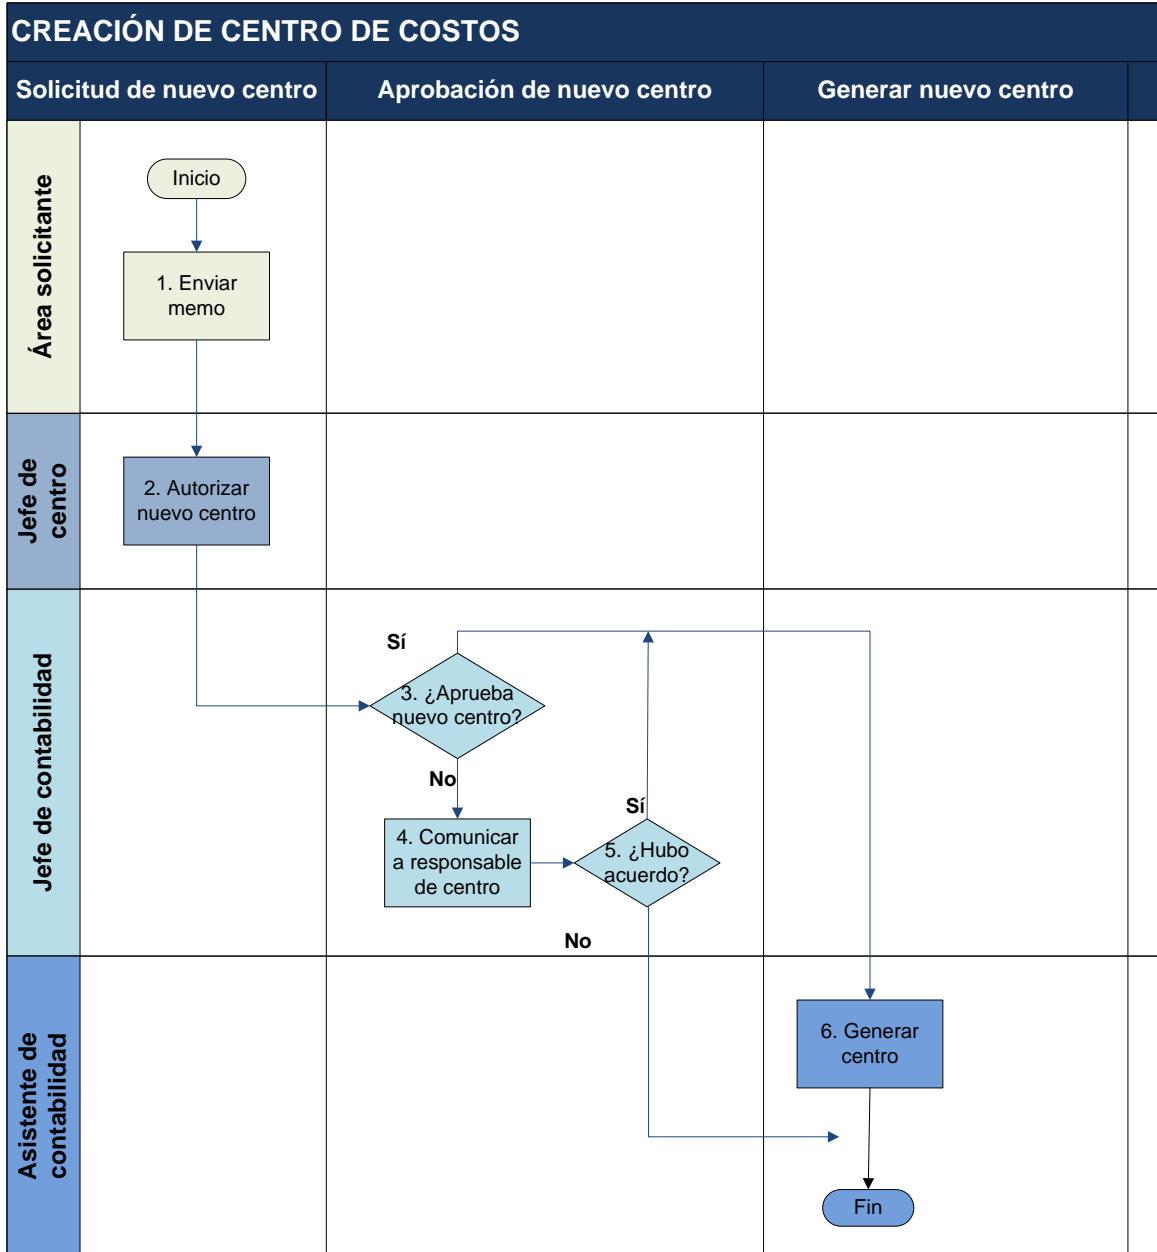 CREACIÓN DE CENTRO DE COSTOS
Solicitud de nuevo centro
Aprobación de nuevo centro
Generar nuevo centro
Área solicitante
Inicio
1. Enviar
memo
Jefe de
centro
2. Autorizar
nuevo centro
Jefe de contabilidad
Sí
3. ¿Aprueba
nuevo centro?
No
4. Comunicar
a responsable
de centro
Sí
5. ¿Hubo
acuerdo?
No
Asistente de
contabilidad
6. Generar
centro
Fin